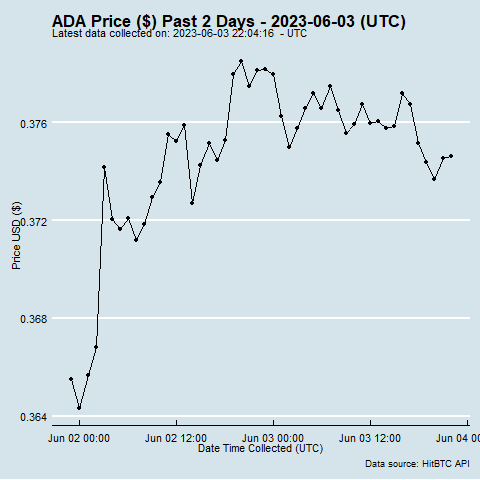 ADA Price ($) Past 2 Days - 2023-06-03 (UTC)
Latest data collected on: 2023-06-03 22:04:16 - UTC
0.376
0.372
0.368
0.364
Price USD ($)
Jun 02 00:00 Jun 02 12:00 Jun 03 00:00 Jun 03 12:00 Jun 04 00
Date Time Collected (UTC)
Data source: HitBTC API